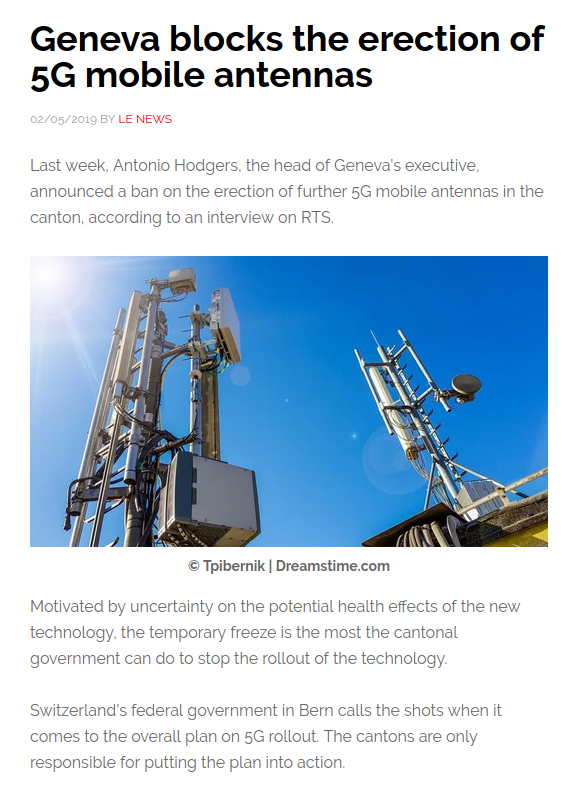 Geneva blocks the erection of
5G mobile antennas
02/05/2019 BY LE NEWS
Last week, Antonio Hodgers, the head of Geneva's executive,
announced a ban on the erection of further 5G mobile antennas in the
canton, according to an interview on RTS.
© Tpibernik | Dreamstime.com
Motivated by uncertainty on the potential health effects of the new
technology, the temporary freeze is the most the cantonal
government can do to stop the rollout of the technology.
Switzerland's federal government in Bern calls the shots when it
comes to the overall plan on 5G rollout. The cantons are only
responsible for putting the plan into action.